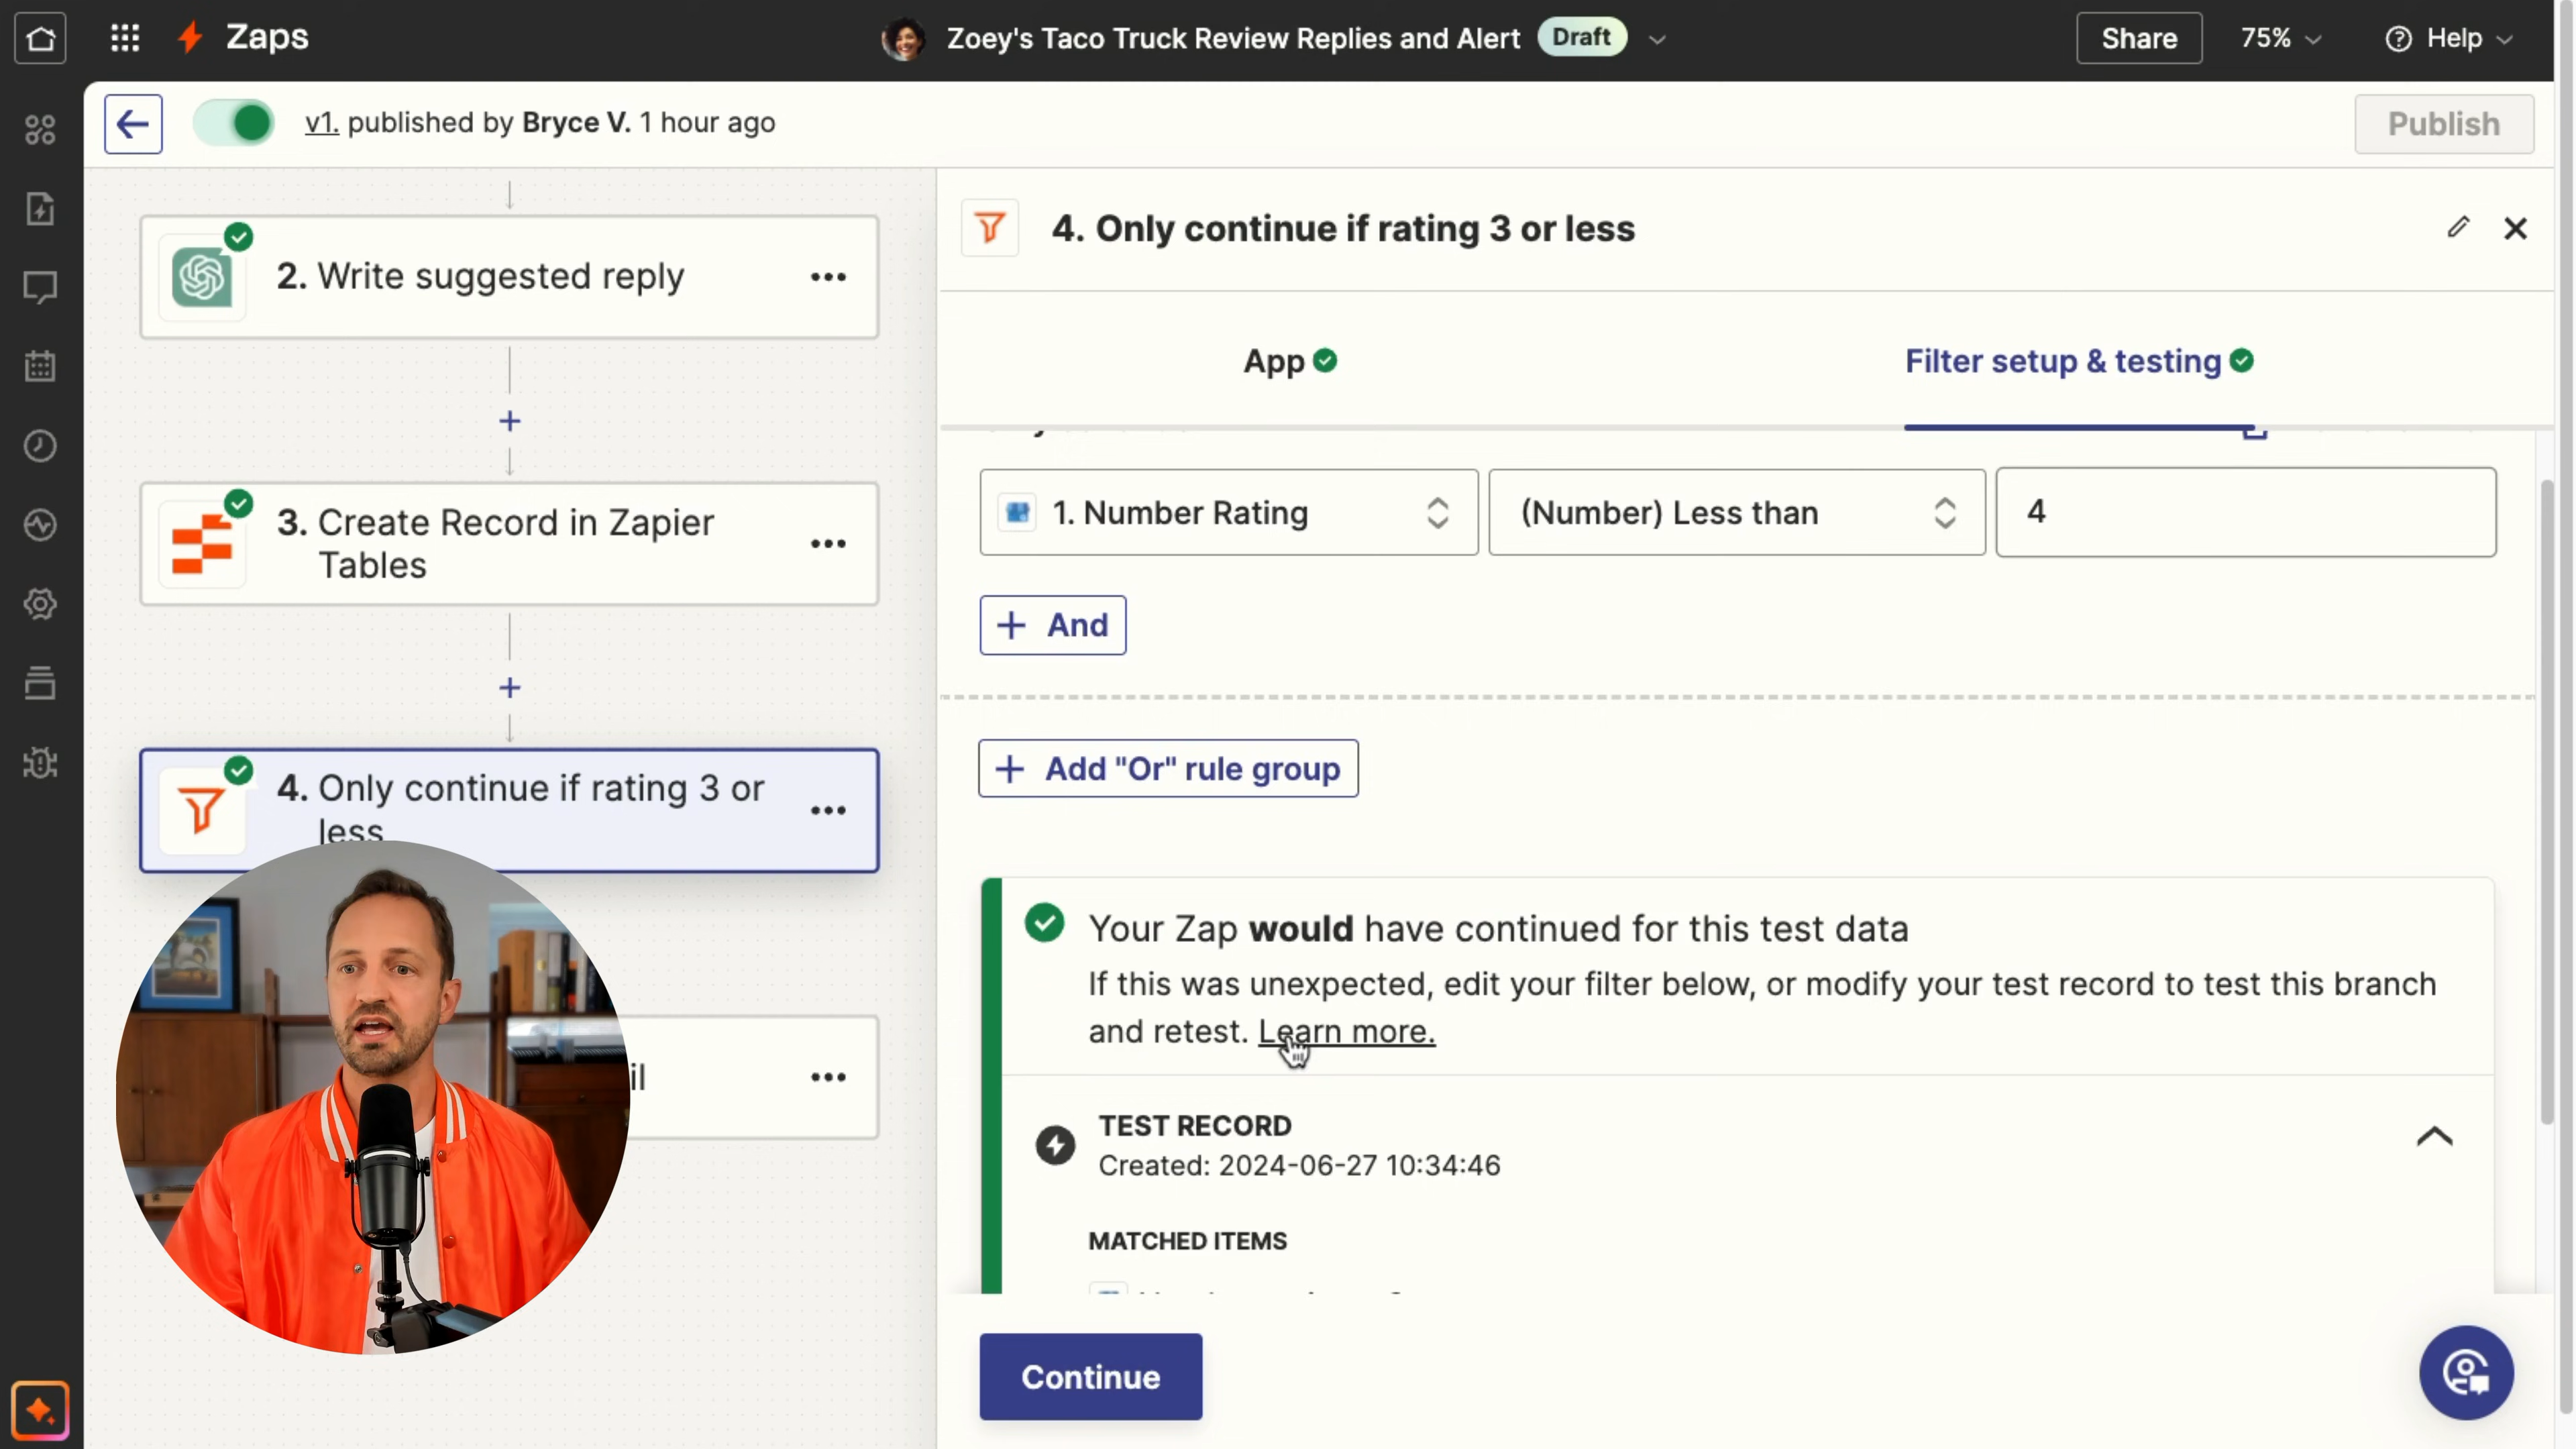 Zaps
Zoey's Taco Truck Review Replies and Alert
Draft
Share
75%
Help
v1. published by Bryce V. 1 hour ago
Publish
2. Write suggested reply
3. Create Record in Zapier
Tables
4. Only continue if rating 3 or
less
4. Only continue if rating 3 or less
App
Filter setup & testing
1. Number Rating
(Number) Less than
4
+ And
+ Add "Or" rule group
Your Zap would have continued for this test data
If this was unexpected, edit your filter below, or modify your test record to test this branch
and retest. Learn more.
TEST RECORD
Created: 2024-06-27 10:34:46
MATCHED ITEMS
Continue